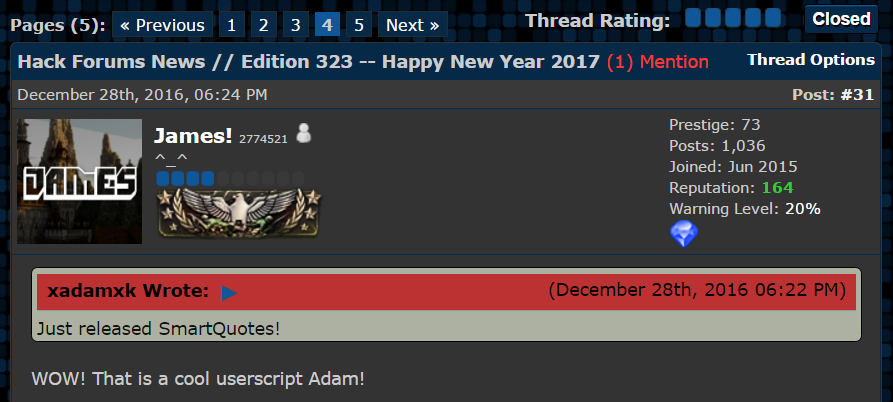 Pages (5): « Previous 1 2 3 4 5 Next » Thread Rating: Closed
Hack Forums News // Edition 323 -- Happy New Year 2017 (1) Mention Thread Options
December 28th, 2016, 06:24 PM Post: #31
JAMES
James! 2774521
^_^
Prestige: 73
Posts: 1,036
Joined: Jun 2015
Reputation: 164
Warning Level: 20%
xadamxk Wrote: (December 28th, 2016 06:22 PM)
Just released SmartQuotes!
WOW! That is a cool userscript Adam!